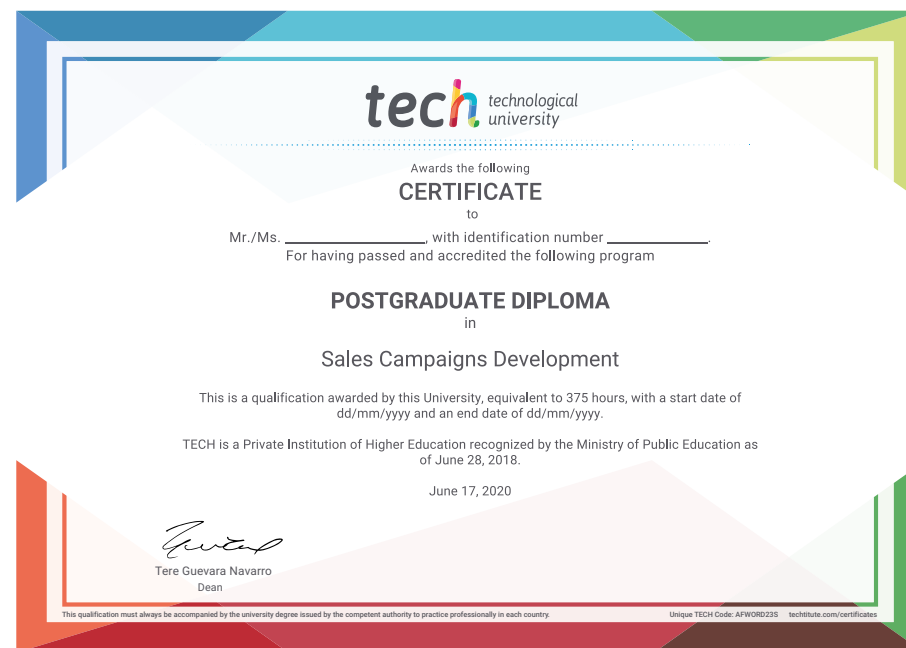 tech technological
university
Awards the following
CERTIFICATE
to
Mr./Ms. ____________________, with identification number ______________.
For having passed and accredited the following program
POSTGRADUATE DIPLOMA
in
Sales Campaigns Development
This is a qualification awarded by this University, equivalent to 375 hours, with a start date of
dd/mm/yyyy and an end date of dd/mm/yyyy.
TECH is a Private Institution of Higher Education recognized by the Ministry of Public Education as
of June 28, 2018.
June 17, 2020
Tere Guevara Navarro
Dean
This qualification must always be accompanied by the university degree issued by the competent authority to practice professionally in each country. Unique TECH Code: AFWORD23S techtitute.com/certificates